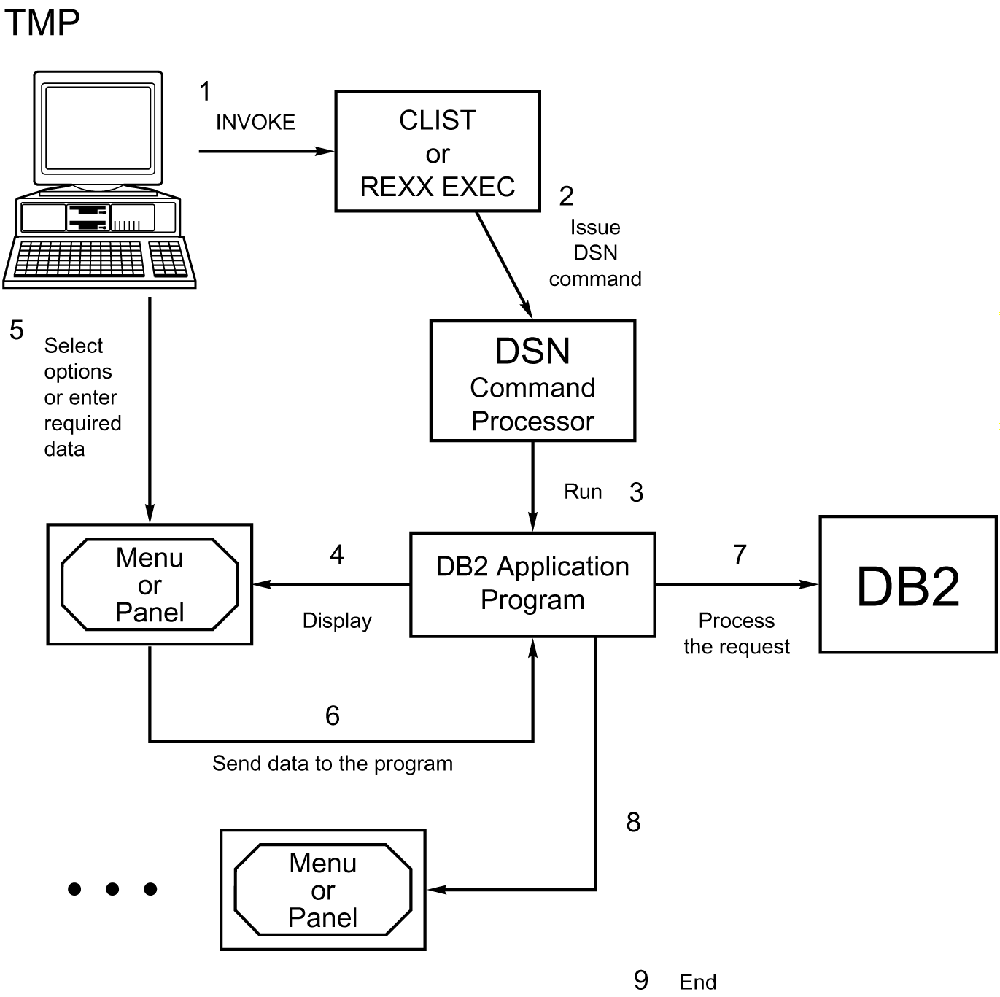 TMP
1
INVOKE
CLIST
or
REXX EXEC
2
Issue
DSN
command
5
Select
options
or enter
required
data
DSN
Command
Processor
Run 3
Menu
or
Panel
4
Display
DB2 Application
Program
7
Process
the request
DB2
6
Send data to the program
8
Menu
or
Panel
9 End